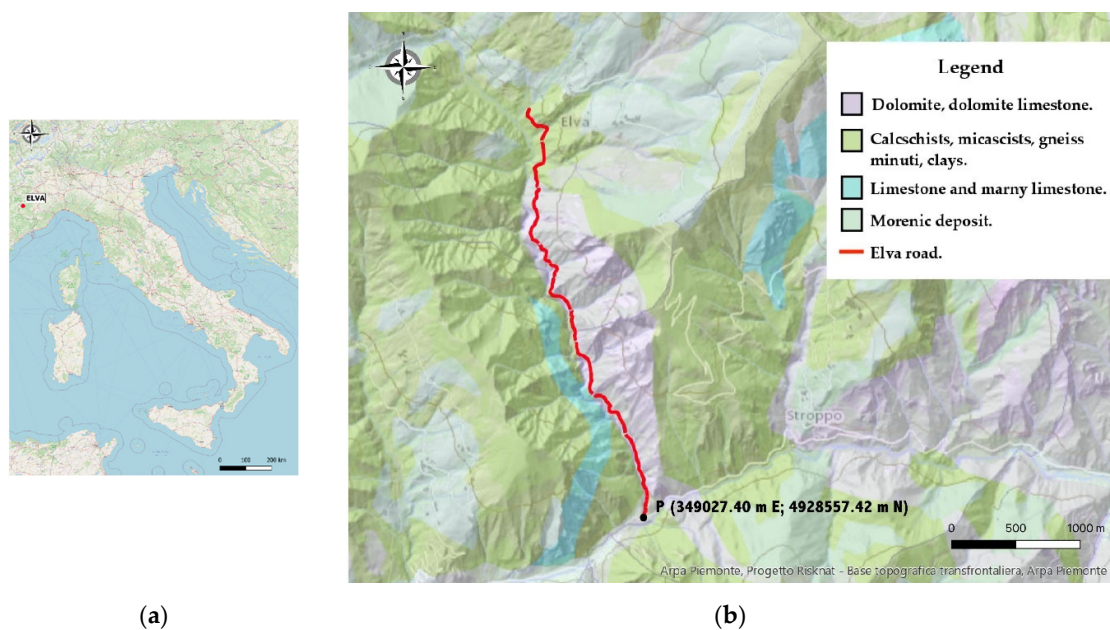 ELVA
0 100 200 km
(a)
Elva
Stroppo
P (349027.40 m E; 4928557.42 m N)
Legend
Dolomite, dolomite limestone.
Calcschists, micascists, gneiss
minuti, clays.
Limestone and marny limestone.
Morenic deposit.
Elva road.
0 500 1000 m
Arpa Piemonte, Progetto Risknat - Base topografica transfrontaliera, Arpa Piemonte
(b)